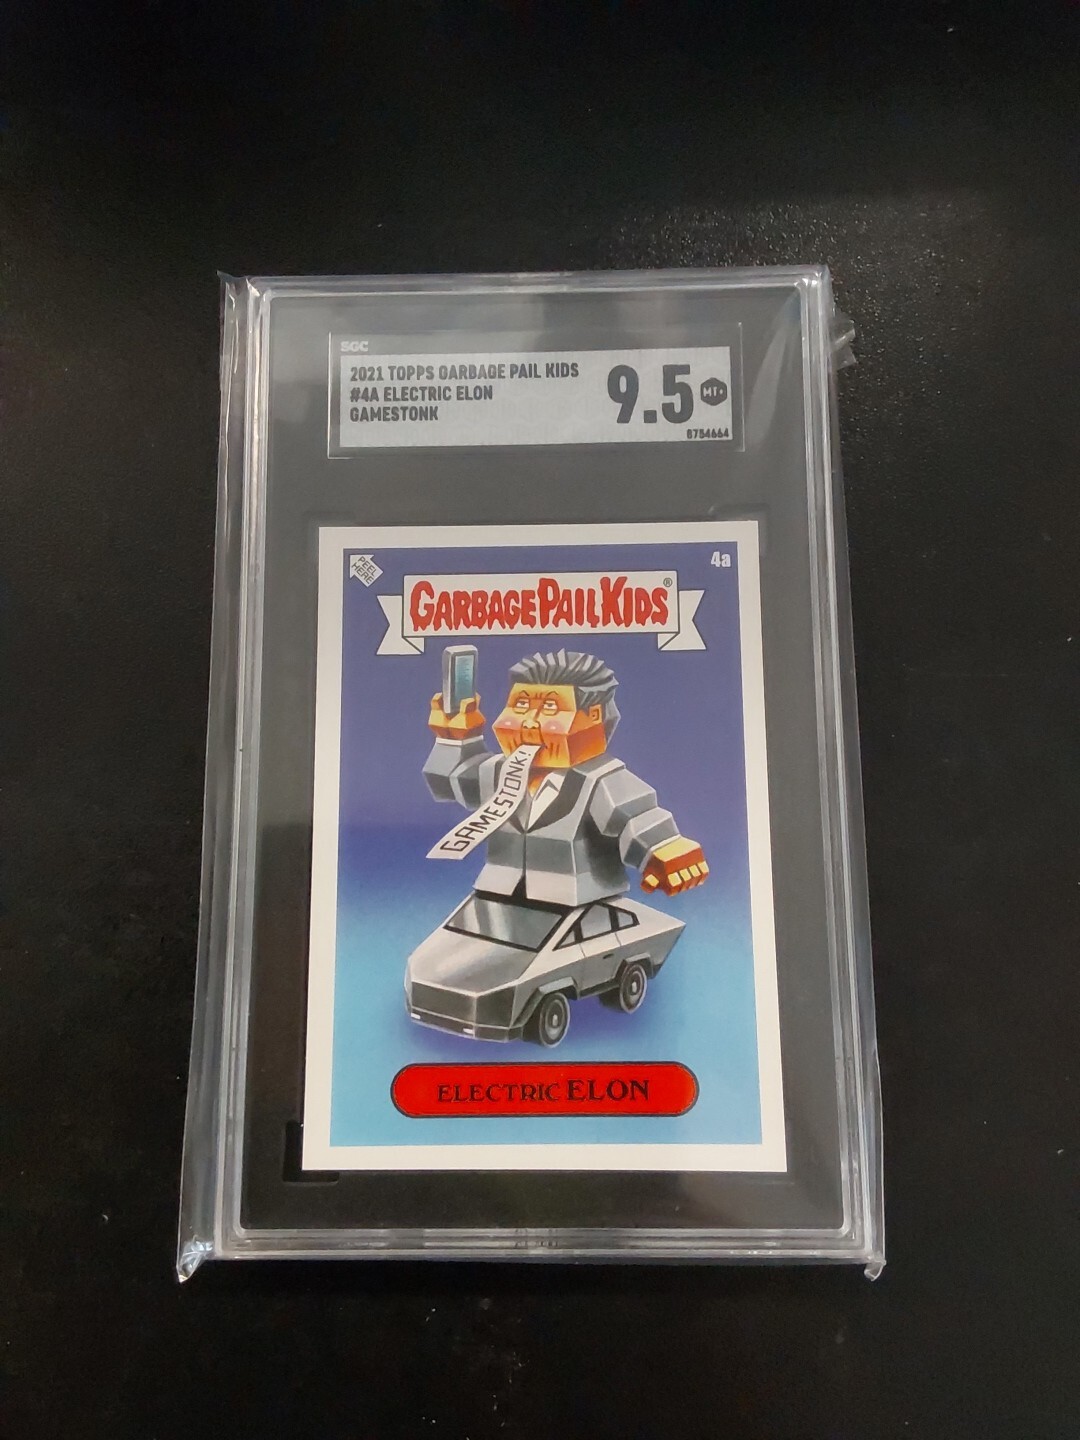 SGC
2021 TOPPS GARBAGE PAIL KIDS
#4A ELECTRIC ELON
GAMESTONK
9.5 MT+
8754664
PEEL
HERE
4a
GARBAGE PAIL KIDS®
GAMESTONK!
ELECTRIC ELON